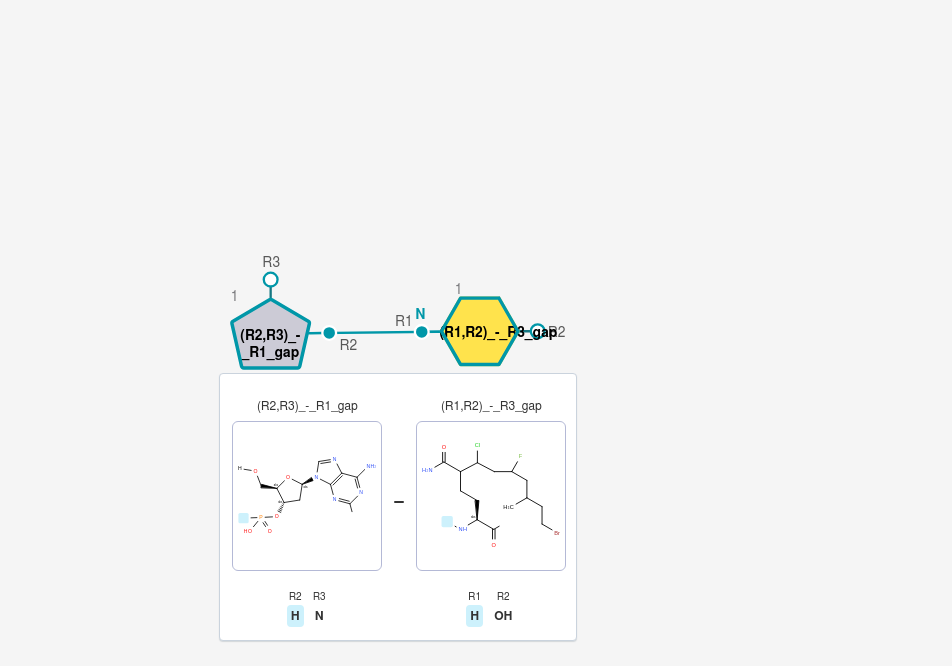 R3
1
1
N
R1
R2
R2
(R2,R3)_-
_R1_gap
(R1,R2)_-_R3_gap
(R2,R3)_-_R1_gap
(R1,R2)_-_R3_gap
H
O
O
N
N
NH₂
N
N
P
O
HO
O
–
Cl
O
F
H₂N
H₃C
NH
O
Br
R2 R3
H N
R1 R2
H OH